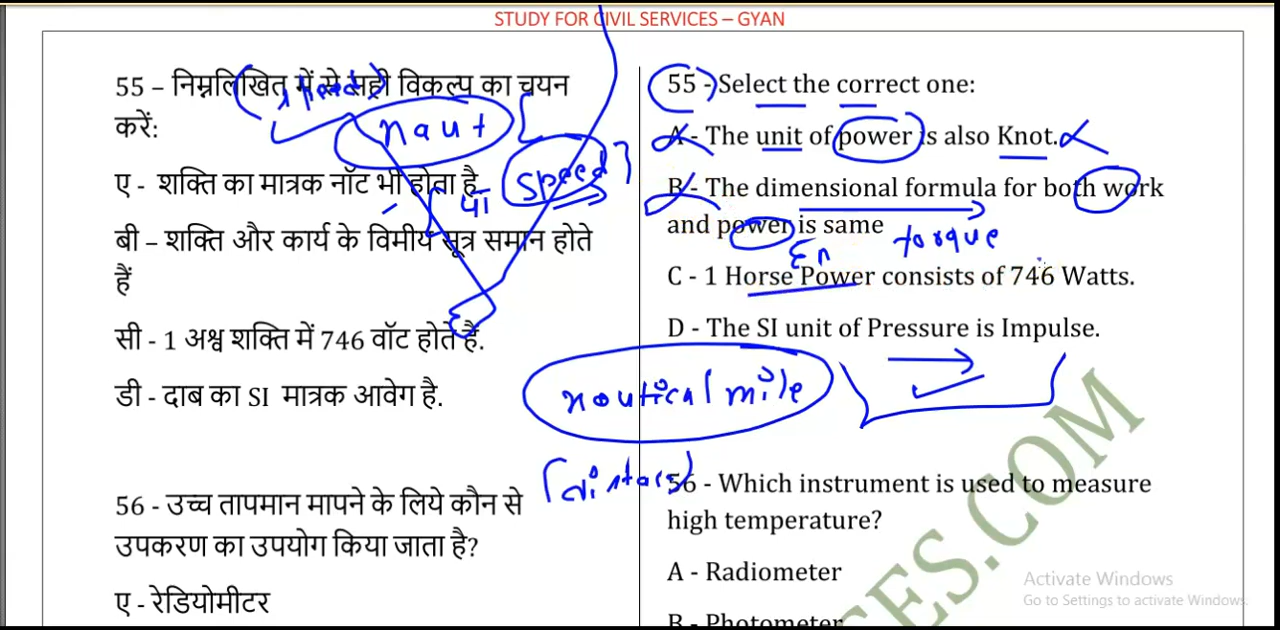 STUDY FOR CIVIL SERVICES – GYAN
55 – निम्नलिखित में से सही विकल्प का चयन
करें:
ए - शक्ति का मात्रक नॉट भी होता है
बी – शक्ति और कार्य के विमीय सूत्र समान होते
हैं
सी - 1 अश्व शक्ति में 746 वॉट होते है.
डी - दाब का SI मात्रक आवेग है.
56 - उच्च तापमान मापने के लिये कौन से
उपकरण का उपयोग किया जाता है?
ए - रेडियोमीटर
naut
speed
55 - Select the correct one:
A - The unit of power is also Knot.
B - The dimensional formula for both work
and power is same
torque
En
C - 1 Horse Power consists of 746 Watts.
D - The SI unit of Pressure is Impulse.
noutical mile
56 - Which instrument is used to measure
high temperature?
A - Radiometer
B - Photometer
ES.COM
Activate Windows
Go to Settings to activate Windows.